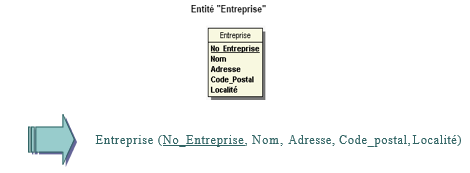 Entité "Entreprise"
Entreprise
No_Entreprise
Nom
Adresse
Code_Postal
Localité
Entreprise (No_Entreprise, Nom, Adresse, Code_postal, Localité)